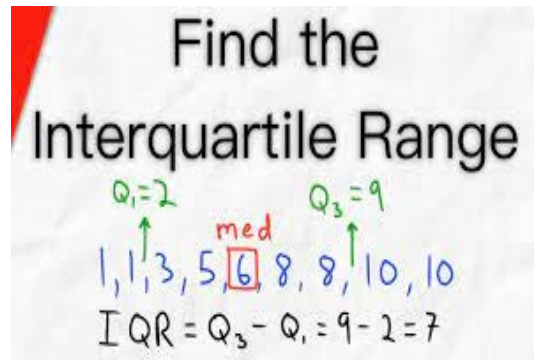 Find the
Interquartile Range
Q₁=2 Q₃=9
med
1, 1, 3, 5, 6, 8, 8, 10, 10
IQR = Q₃ - Q₁ = 9 - 2 = 7